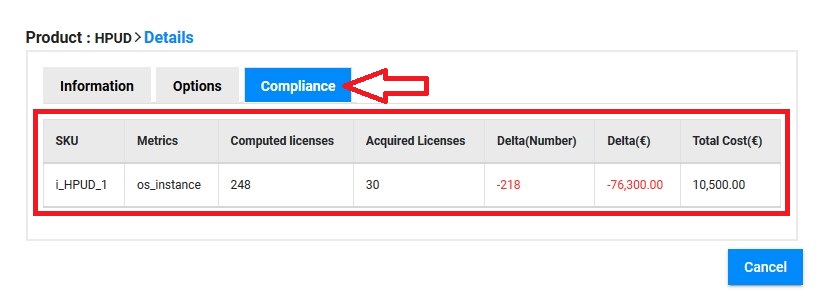 Product : HPUD > Details
Information Options Compliance
SKU Metrics Computed licenses Acquired Licenses Delta(Number) Delta(€) Total Cost(€)
i_HPUD_1 os_instance 248 30 -218 -76,300.00 10,500.00
Cancel